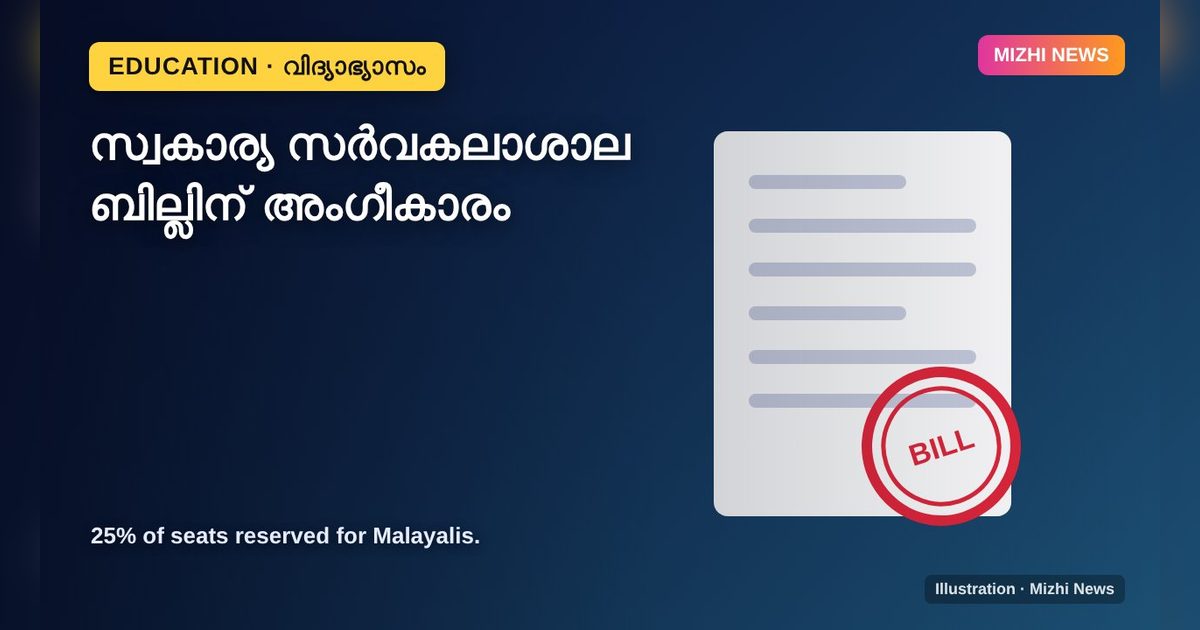 EDUCATION · വിദ്യാഭ്യാസം
MIZHI NEWS
സ്വകാര്യ സർവകലാശാല
ബില്ലിന് അംഗീകാരം
BILL
25% of seats reserved for Malayalis.
Illustration · Mizhi News